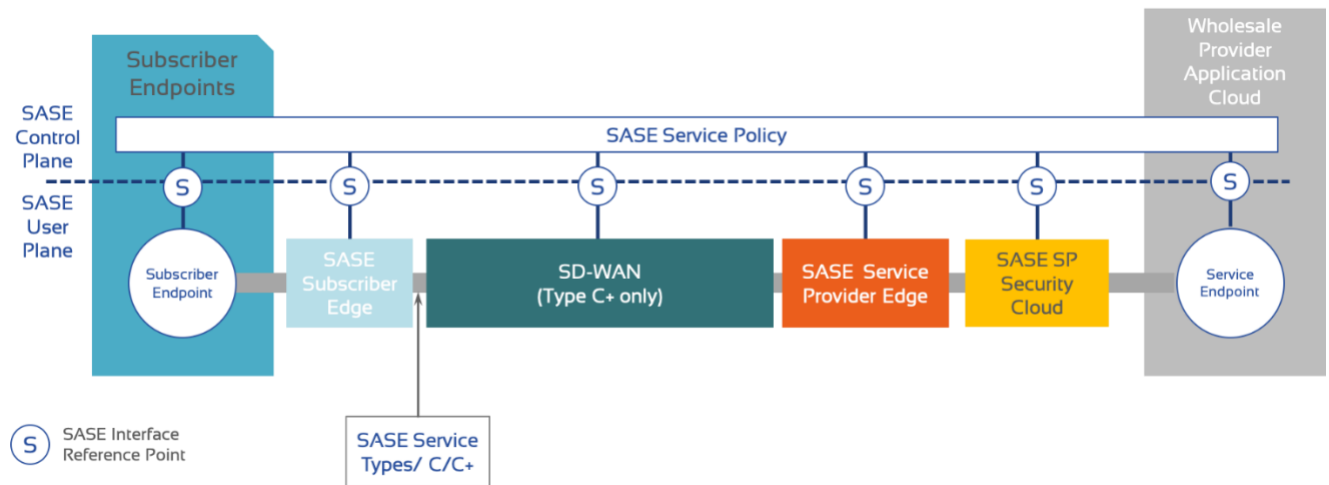 Subscriber
Endpoints
Wholesale
Provider
Application
Cloud
SASE
Control
Plane
SASE Service Policy
S
S
S
S
S
S
SASE
User
Plane
Subscriber
Endpoint
SASE
Subscriber
Edge
SD-WAN
(Type C+ only)
SASE Service
Provider Edge
SASE SP
Security
Cloud
Service
Endpoint
S
SASE Interface
Reference Point
SASE Service
Types/ C/C+